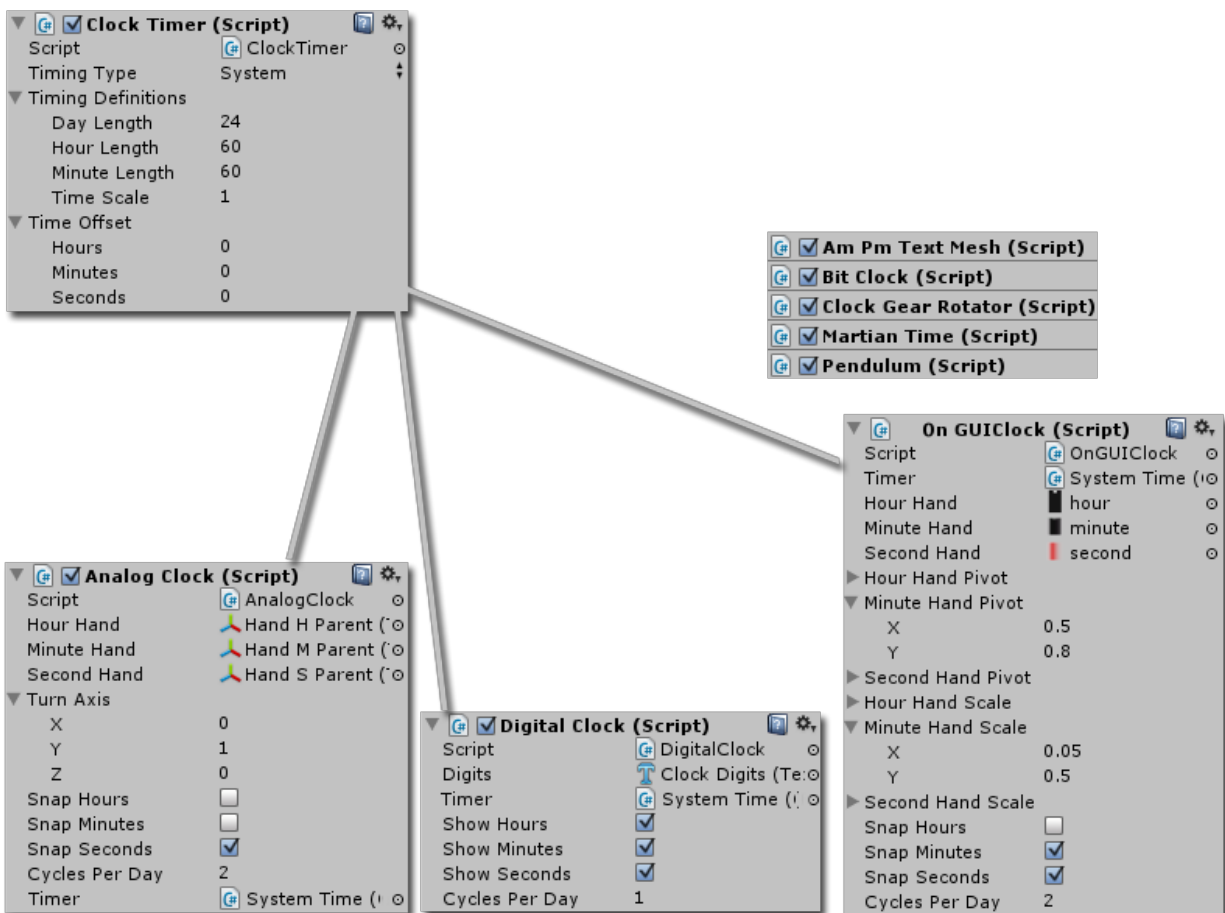 Clock Timer (Script)
Script ClockTimer
Timing Type System
Timing Definitions
Day Length 24
Hour Length 60
Minute Length 60
Time Scale 1
Time Offset
Hours 0
Minutes 0
Seconds 0
Am Pm Text Mesh (Script)
Bit Clock (Script)
Clock Gear Rotator (Script)
Martian Time (Script)
Pendulum (Script)
Analog Clock (Script)
Script AnalogClock
Hour Hand Hand H Parent (
Minute Hand Hand M Parent (
Second Hand Hand S Parent (
Turn Axis
X 0
Y 1
Z 0
Snap Hours
Snap Minutes
Snap Seconds
Cycles Per Day 2
Timer System Time (
Digital Clock (Script)
Script DigitalClock
Digits Clock Digits (Te
Timer System Time (
Show Hours
Show Minutes
Show Seconds
Cycles Per Day 1
On GUIClock (Script)
Script OnGUIClock
Timer System Time (
Hour Hand hour
Minute Hand minute
Second Hand second
Hour Hand Pivot
Minute Hand Pivot
X 0.5
Y 0.8
Second Hand Pivot
Hour Hand Scale
Minute Hand Scale
X 0.05
Y 0.5
Second Hand Scale
Snap Hours
Snap Minutes
Snap Seconds
Cycles Per Day 2